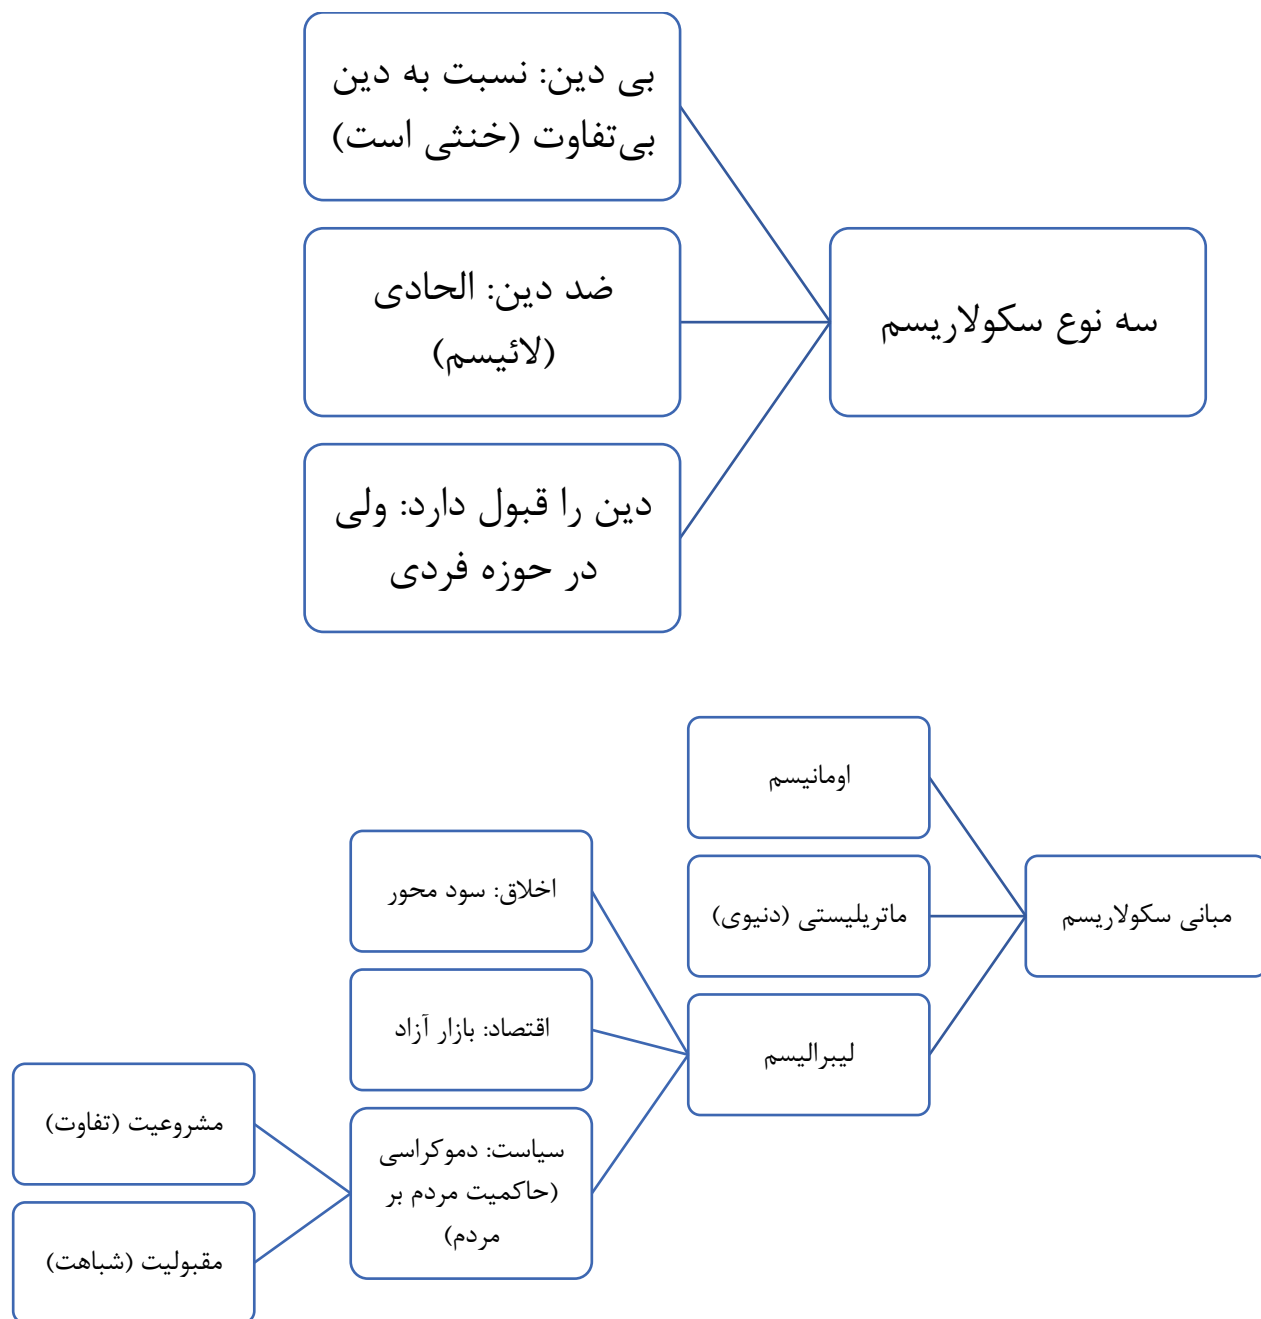 سه نوع سکولاریسم
بی دین: نسبت به دین
بی‌تفاوت (خنثی است)
ضد دین: الحادی
(لائیسم)
دین را قبول دارد: ولی
در حوزه فردی
مبانی سکولاریسم
اومانیسم
ماتریلیستی (دنیوی)
لیبرالیسم
اخلاق: سود محور
اقتصاد: بازار آزاد
سیاست: دموکراسی
(حاکمیت مردم بر
مردم)
مشروعیت (تفاوت)
مقبولیت (شباهت)